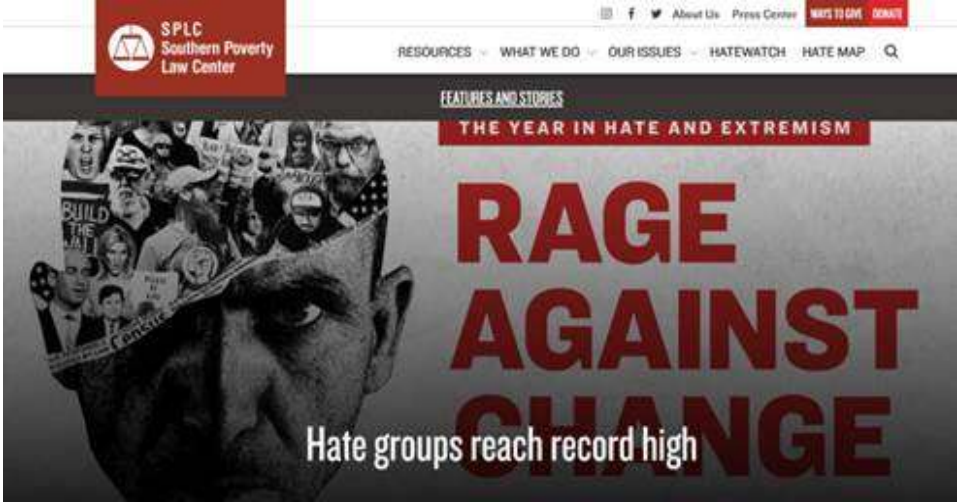 SPLC
Southern Poverty
Law Center
About Us Press Center WAYS TO GIVE DONATE
RESOURCES WHAT WE DO OUR ISSUES HATEWATCH HATE MAP
FEATURES AND STORIES
THE YEAR IN HATE AND EXTREMISM
RAGE
AGAINST
CHANGE
Hate groups reach record high
BUILD
THE
Census